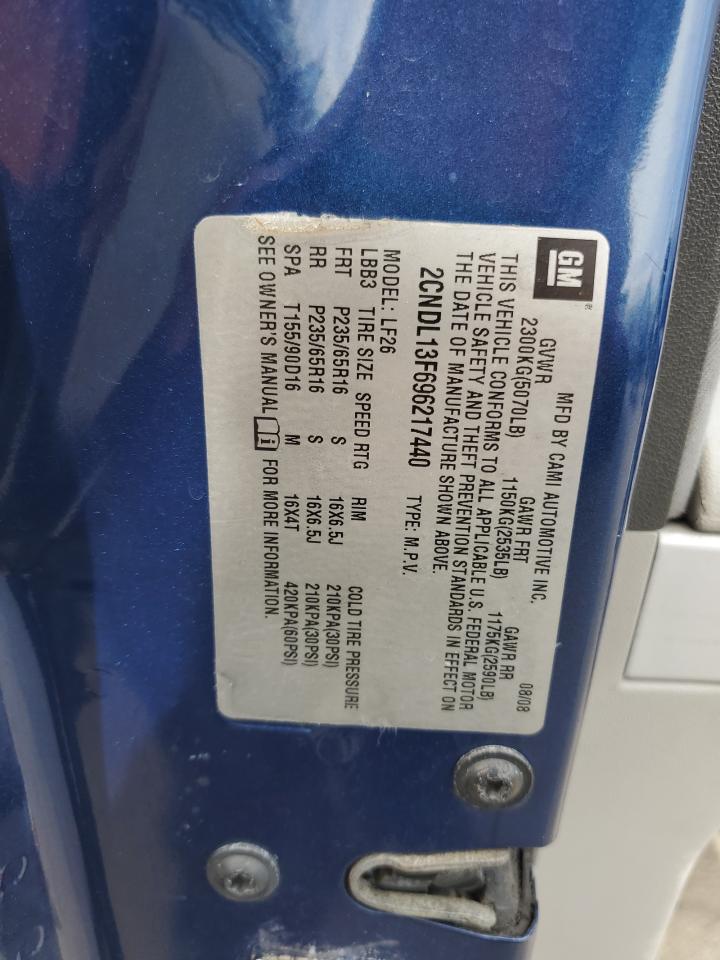 GM®
MFD BY CAMI AUTOMOTIVE INC. 08/08
GVWR GAWR FRT GAWR RR
2300KG(5070LB) 1150KG(2535LB) 1175KG(2590LB)
THIS VEHICLE CONFORMS TO ALL APPLICABLE U.S. FEDERAL MOTOR
VEHICLE SAFETY AND THEFT PREVENTION STANDARDS IN EFFECT ON
THE DATE OF MANUFACTURE SHOWN ABOVE.
2CNDL13F696217440 TYPE: M.P.V.
MODEL: LF26
LBB3 TIRE SIZE SPEED RTG RIM COLD TIRE PRESSURE
FRT P235/65R16 S 16X6.5J 210KPA(30PSI)
RR P235/65R16 S 16X6.5J 210KPA(30PSI)
SPA T155/90D16 M 16X4T 420KPA(60PSI)
SEE OWNER'S MANUAL FOR MORE INFORMATION.